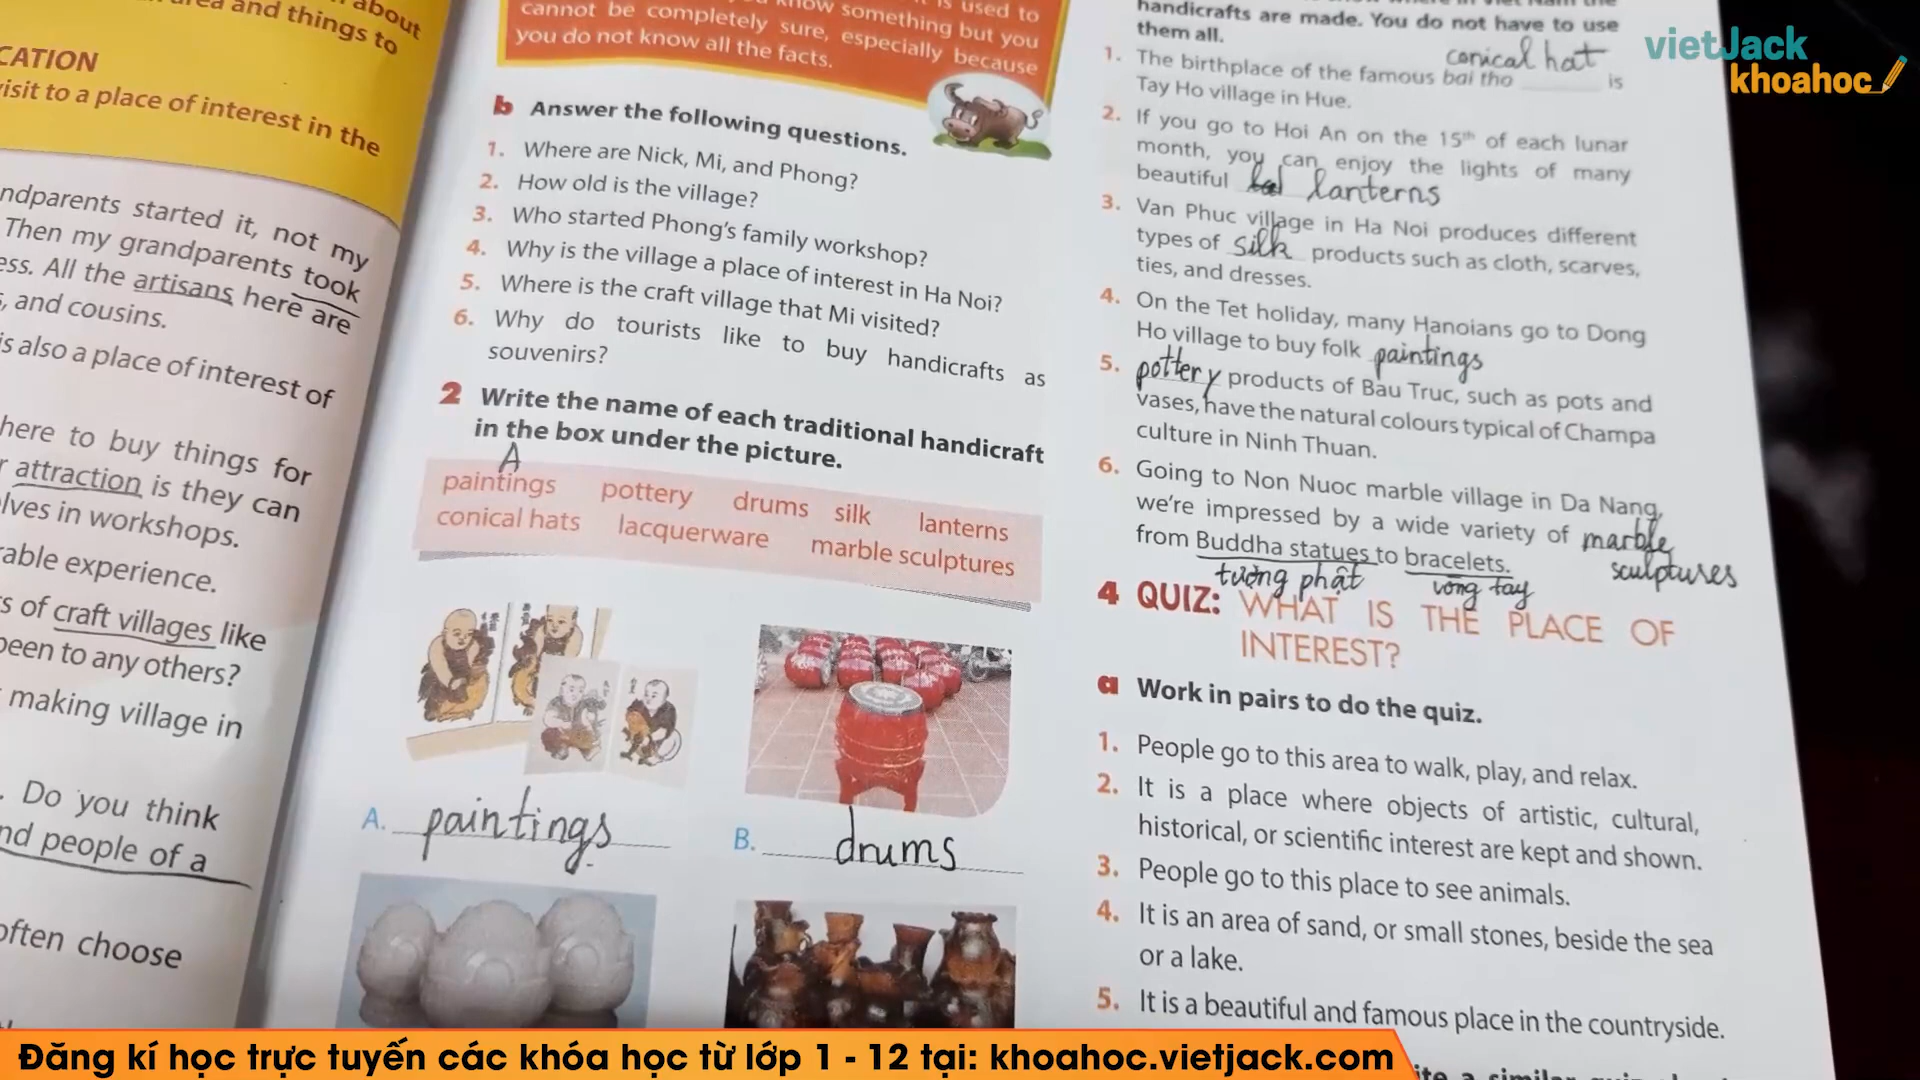 about
area and things to
CATION
visit to a place of interest in the
ndparents started it, not my
Then my grandparents took
ess. All the artisans here are
, and cousins.
is also a place of interest of
here to buy things for
r attraction is they can
lves in workshops.
rable experience.
s of craft villages like
been to any others?
making village in
. Do you think
nd people of a
often choose
is used to
know something but you
cannot be completely sure, especially because
you do not know all the facts.
b Answer the following questions.
1. Where are Nick, Mi, and Phong?
2. How old is the village?
3. Who started Phong's family workshop?
4. Why is the village a place of interest in Ha Noi?
5. Where is the craft village that Mi visited?
6. Why do tourists like to buy handicrafts as
souvenirs?
2 Write the name of each traditional handicraft
in the box under the picture.
A
paintings pottery drums silk lanterns
conical hats lacquerware marble sculptures
A. paintings
B. drums
handicrafts are made. You do not have to use
them all.
conical hat
1. The birthplace of the famous bai tho ______ is
Tay Ho village in Hue.
2. If you go to Hoi An on the 15th of each lunar
month, you can enjoy the lights of many
beautiful lanterns
3. Van Phuc village in Ha Noi produces different
types of silk products such as cloth, scarves,
ties, and dresses.
4. On the Tet holiday, many Hanoians go to Dong
Ho village to buy folk paintings
5. pottery products of Bau Truc, such as pots and
vases, have the natural colours typical of Champa
culture in Ninh Thuan.
6. Going to Non Nuoc marble village in Da Nang,
we're impressed by a wide variety of marble
sculptures
from Buddha statues to bracelets.
tượng phật vòng tay
4 QUIZ: WHAT IS THE PLACE OF
INTEREST?
a Work in pairs to do the quiz.
1. People go to this area to walk, play, and relax.
2. It is a place where objects of artistic, cultural,
historical, or scientific interest are kept and shown.
3. People go to this place to see animals.
4. It is an area of sand, or small stones, beside the sea
or a lake.
5. It is a beautiful and famous place in the countryside.
vietJack
khoahoc
Đăng kí học trực tuyến các khóa học từ lớp 1 - 12 tại: khoahoc.vietjack.com